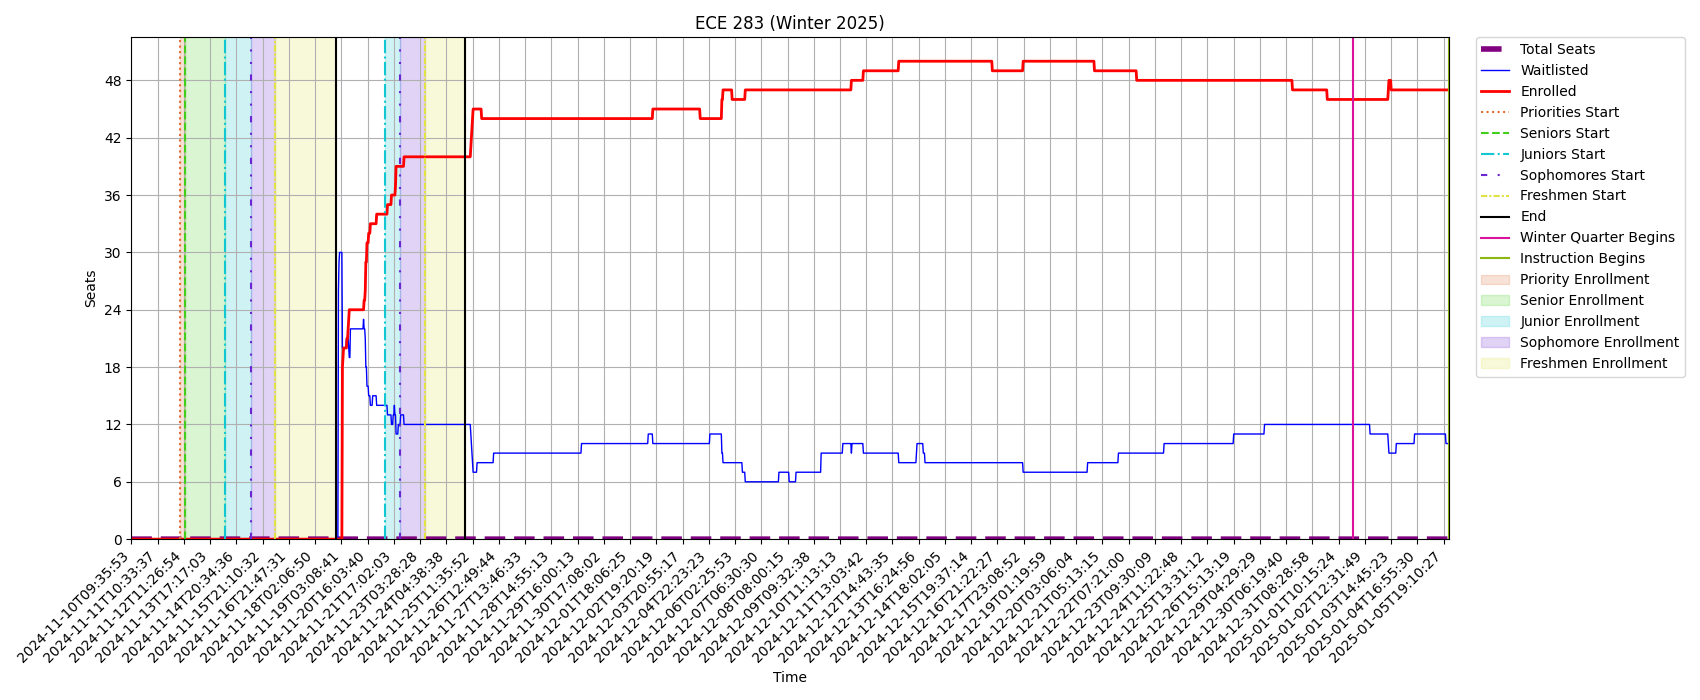 ECE 283 (Winter 2025)
Seats
48
42
36
30
24
18
12
6
0
2024-11-10T09:35:53
2024-11-11T10:33:37
2024-11-12T11:26:54
2024-11-13T17:17:03
2024-11-14T20:34:36
2024-11-15T21:10:32
2024-11-16T21:47:31
2024-11-18T02:06:50
2024-11-19T03:08:41
2024-11-20T16:03:40
2024-11-21T17:02:03
2024-11-23T03:28:28
2024-11-24T04:38:38
2024-11-25T11:35:52
2024-11-26T12:49:44
2024-11-27T13:46:33
2024-11-28T14:55:13
2024-11-29T16:00:13
2024-11-30T17:08:02
2024-12-01T18:06:25
2024-12-02T19:20:19
2024-12-03T20:55:17
2024-12-04T22:23:23
2024-12-06T02:25:53
2024-12-07T06:30:30
2024-12-08T08:00:15
2024-12-09T09:32:38
2024-12-10T11:13:13
2024-12-11T13:03:42
2024-12-12T14:43:35
2024-12-13T16:24:56
2024-12-14T18:02:05
2024-12-15T19:37:14
2024-12-16T21:22:27
2024-12-17T23:08:52
2024-12-19T01:19:59
2024-12-20T03:06:04
2024-12-21T05:13:15
2024-12-22T07:21:00
2024-12-23T09:30:09
2024-12-24T11:22:48
2024-12-25T13:31:12
2024-12-26T15:13:19
2024-12-29T04:29:29
2024-12-30T06:19:40
2024-12-31T08:28:58
2025-01-01T10:15:24
2025-01-02T12:31:49
2025-01-03T14:45:23
2025-01-04T16:55:30
2025-01-05T19:10:27
Time
Total Seats
Waitlisted
Enrolled
Priorities Start
Seniors Start
Juniors Start
Sophomores Start
Freshmen Start
End
Winter Quarter Begins
Instruction Begins
Priority Enrollment
Senior Enrollment
Junior Enrollment
Sophomore Enrollment
Freshmen Enrollment